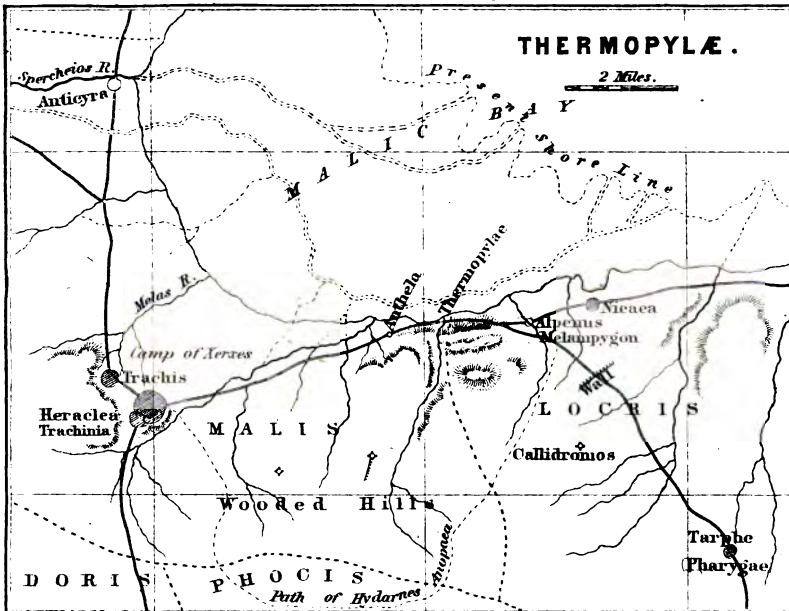 THERMOPYLÆ.
2 Miles.
Spercheios R.
Anticyra
Present Shore Line
MALIC BAY
Melas R.
Anthela
Thermopylae
Nicaea
Alpenus
Melampygon
Camp of Xerxes
Trachis
Wall
Heraclea
Trachinia
MALIS
LOCRIS
Callidromos
Wooded Hills
Anopaea
Tarphe
(Pharygae)
DORIS
PHOCIS
Path of Hydarnes